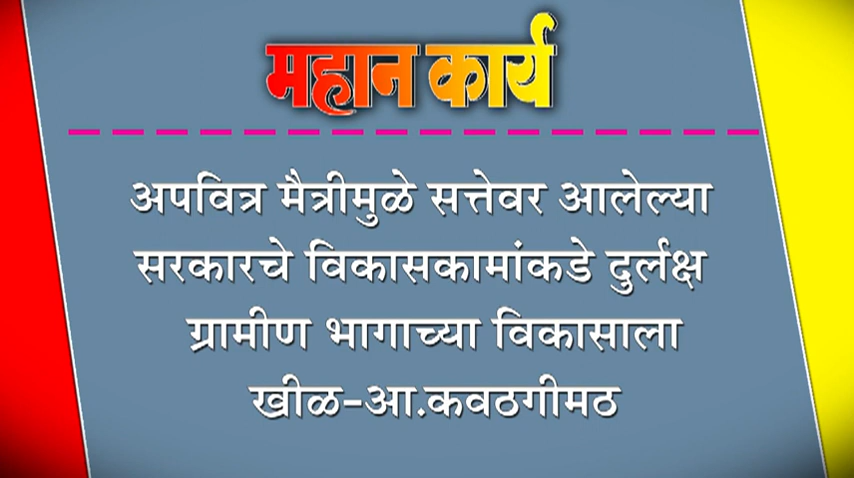 महान कार्य
अपवित्र मैत्रीमुळे सत्तेवर आलेल्या
सरकारचे विकासकामांकडे दुर्लक्ष
ग्रामीण भागाच्या विकासाला
खीळ-आ.कवठगीमठ